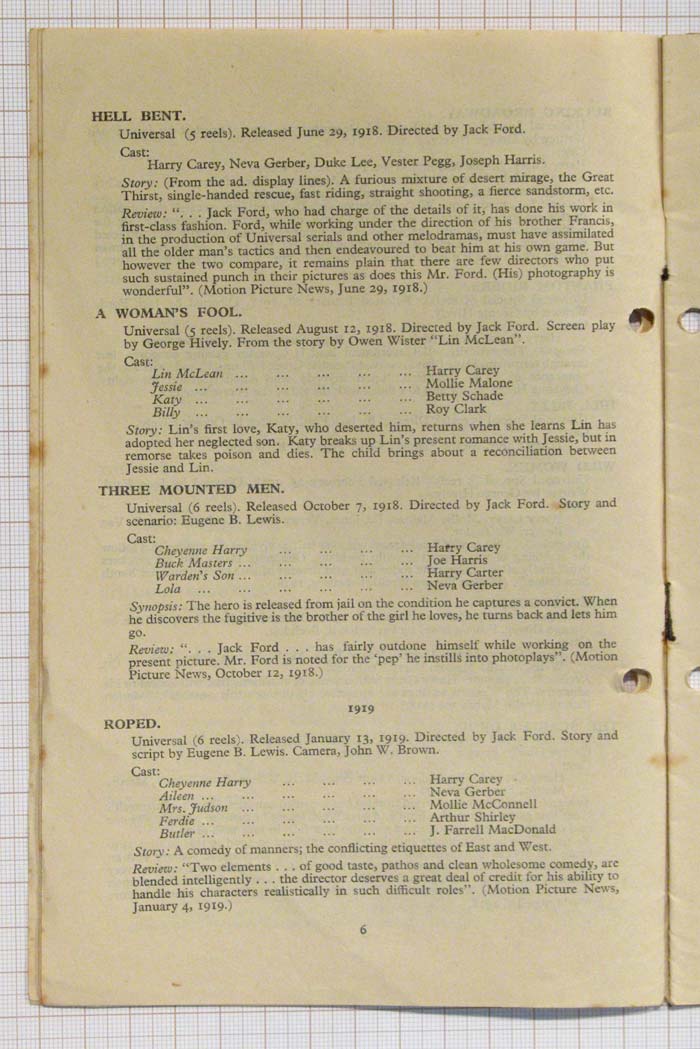 HELL BENT.
Universal (5 reels). Released June 29, 1918. Directed by Jack Ford.
Cast:
Harry Carey, Neva Gerber, Duke Lee, Vester Pegg, Joseph Harris.
Story: (From the ad. display lines). A furious mixture of desert mirage, the Great
Thirst, single-handed rescue, fast riding, straight shooting, a fierce sandstorm, etc.
Review: “. . . Jack Ford, who had charge of the details of it, has done his work in
first-class fashion. Ford, while working under the direction of his brother Francis,
in the production of Universal serials and other melodramas, must have assimilated
all the older man's tactics and then endeavoured to beat him at his own game. But
however the two compare, it remains plain that there are few directors who put
such sustained punch in their pictures as does this Mr. Ford. (His) photography is
wonderful”. (Motion Picture News, June 29, 1918.)
A WOMAN'S FOOL.
Universal (5 reels). Released August 12, 1918. Directed by Jack Ford. Screen play
by George Hively. From the story by Owen Wister “Lin McLean”.
Cast:
Lin McLean ... ... ... ... ... Harry Carey
Jessie ... ... ... ... ... ... Mollie Malone
Katy ... ... ... ... ... ... Betty Schade
Billy ... ... ... ... ... ... Roy Clark
Story: Lin's first love, Katy, who deserted him, returns when she learns Lin has
adopted her neglected son. Katy breaks up Lin's present romance with Jessie, but in
remorse takes poison and dies. The child brings about a reconciliation between
Jessie and Lin.
THREE MOUNTED MEN.
Universal (6 reels). Released October 7, 1918. Directed by Jack Ford. Story and
scenario: Eugene B. Lewis.
Cast:
Cheyenne Harry ... ... ... ... Harry Carey
Buck Masters ... ... ... ... ... Joe Harris
Warden's Son ... ... ... ... ... Harry Carter
Lola ... ... ... ... ... ... Neva Gerber
Synopsis: The hero is released from jail on the condition he captures a convict. When
he discovers the fugitive is the brother of the girl he loves, he turns back and lets him
go.
Review: “. . . Jack Ford . . . has fairly outdone himself while working on the
present picture. Mr. Ford is noted for the ‘pep’ he instills into photoplays”. (Motion
Picture News, October 12, 1918.)
1919
ROPED.
Universal (6 reels). Released January 13, 1919. Directed by Jack Ford. Story and
script by Eugene B. Lewis. Camera, John W. Brown.
Cast:
Cheyenne Harry ... ... ... ... Harry Carey
Aileen ... ... ... ... ... ... Neva Gerber
Mrs. Judson ... ... ... ... ... Mollie McConnell
Ferdie ... ... ... ... ... ... Arthur Shirley
Butler ... ... ... ... ... ... J. Farrell MacDonald
Story: A comedy of manners; the conflicting etiquettes of East and West.
Review: “Two elements . . . of good taste, pathos and clean wholesome comedy, are
blended intelligently . . . the director deserves a great deal of credit for his ability to
handle his characters realistically in such difficult roles”. (Motion Picture News,
January 4, 1919.)
6